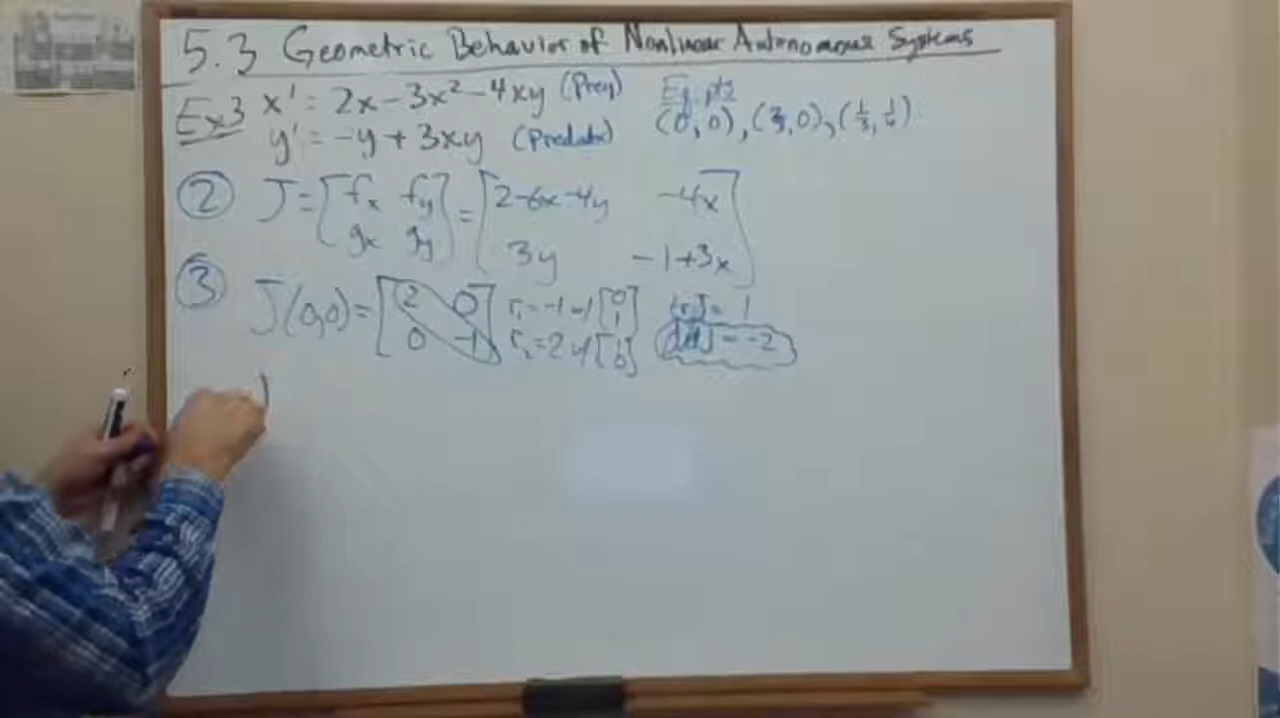 5.3 Geometric Behavior of Nonlinear Autonomous Systems
Ex3 x' = 2x - 3x² - 4xy (Prey)
y' = -y + 3xy (Predator)
Eq. pts
(0,0), (2/3,0), (1/3,1/4)
② J = [fx fy; gx gy] = [2-6x-4y -4x; 3y -1+3x]
③ J(0,0) = [2 0; 0 -1] r₁ = -1 w/ [0; 1] r₂ = 2 w/ [1; 0]
trJ = 1
detJ = -2